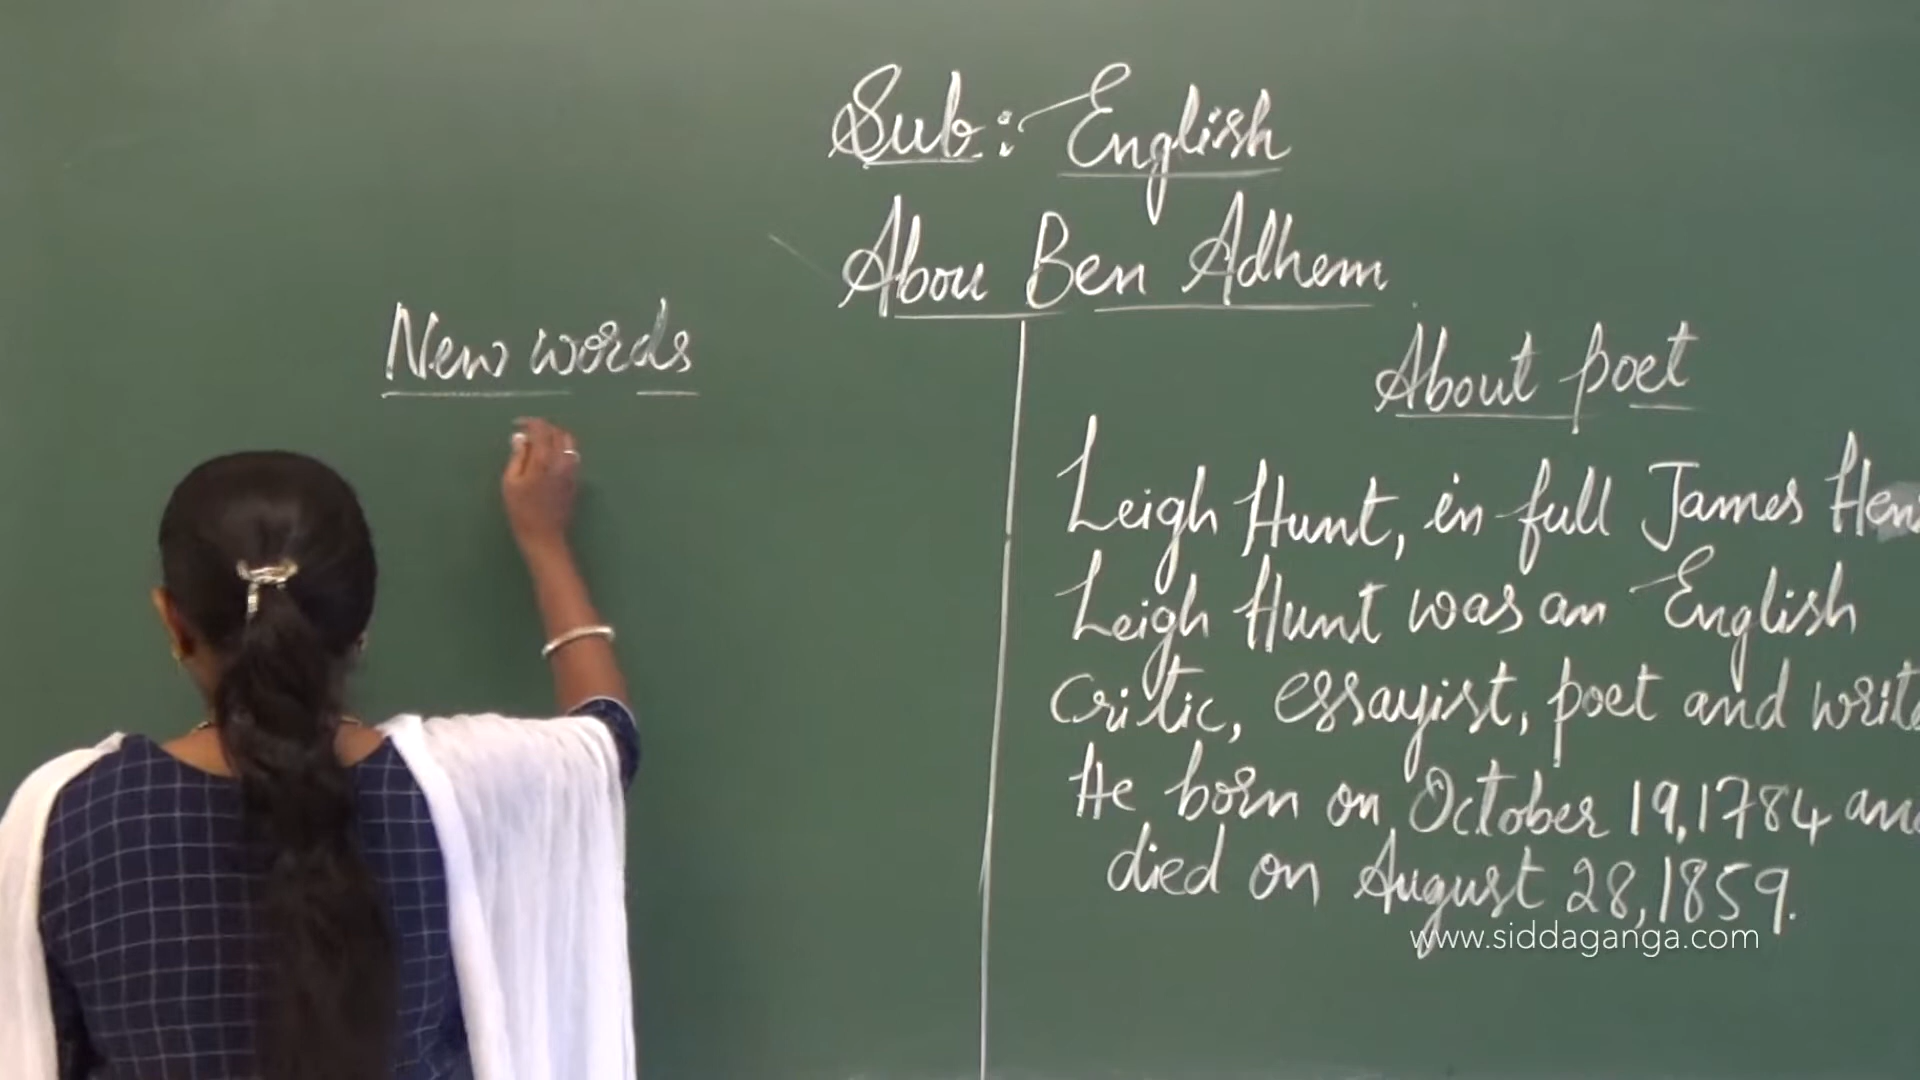 Sub: English
Abou Ben Adhem
New words
About poet
Leigh Hunt, in full James
Leigh Hunt was an English
critic, essayist, poet and
He born on October 19, 1784
died on August 28, 1859.
www.siddaganga.com